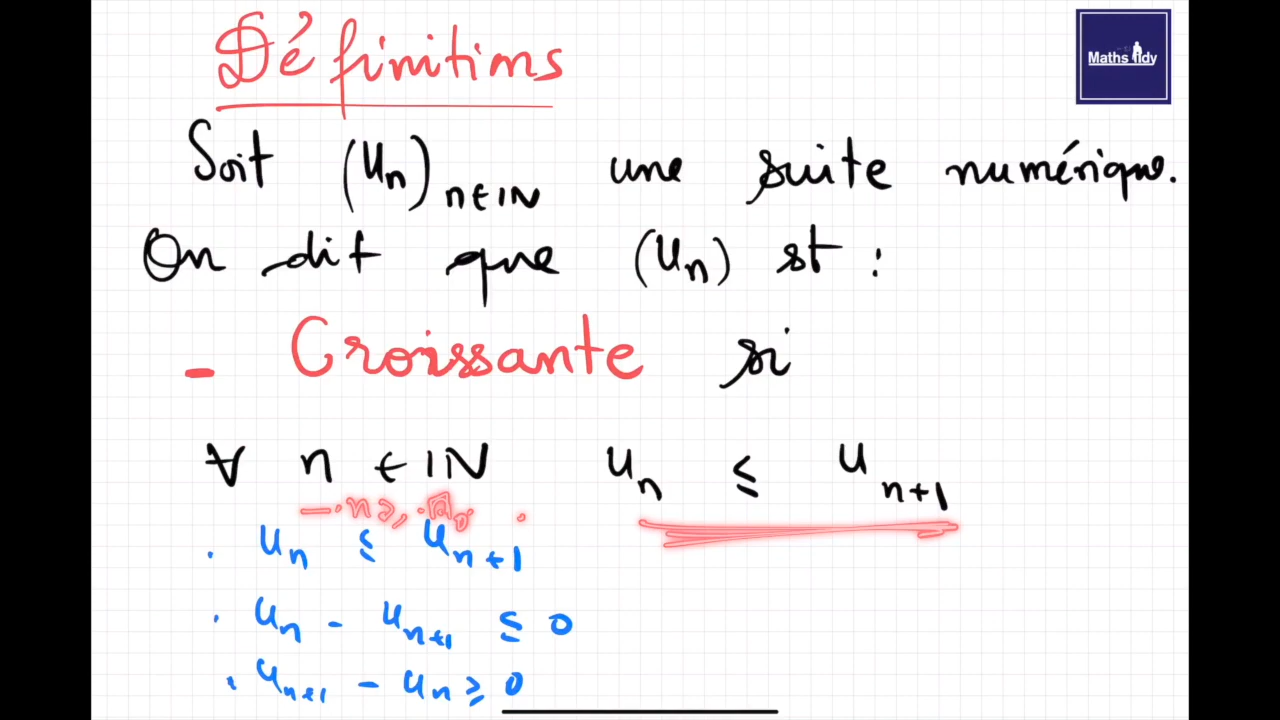 Définitions
Maths Idy
Soit (Un)n∈IN une suite numérique.
On dit que (Un) st :
- Croissante si
∀ n ∈ IN Un ≤ Un+1
n ≥ n0
. Un ≤ Un+1
. Un - Un+1 ≤ 0
. Un+1 - Un ≥ 0